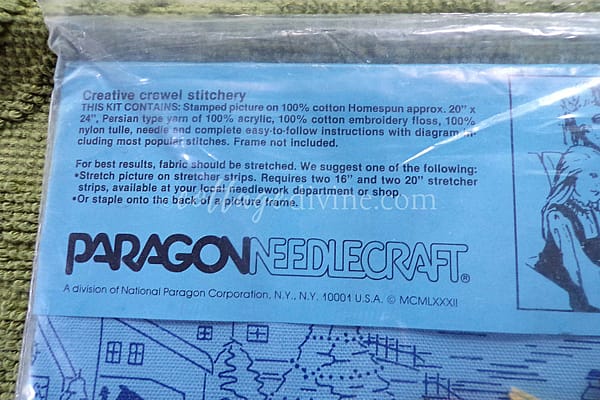 Creative crewel stitchery
THIS KIT CONTAINS: Stamped picture on 100% cotton Homespun approx. 20" x
24", Persian type yarn of 100% acrylic, 100% cotton embroidery floss, 100%
nylon tulle, needle and complete easy-to-follow instructions with diagram in-
cluding most popular stitches. Frame not included.
For best results, fabric should be stretched. We suggest one of the following:
•Stretch picture on stretcher strips. Requires two 16" and two 20" stretcher
strips, available at your local needlework department or shop.
•Or staple onto the back of a picture frame.
PARAGON NEEDLECRAFT®
A division of National Paragon Corporation, N.Y., N.Y. 10001 U.S.A. © MCMLXXXII